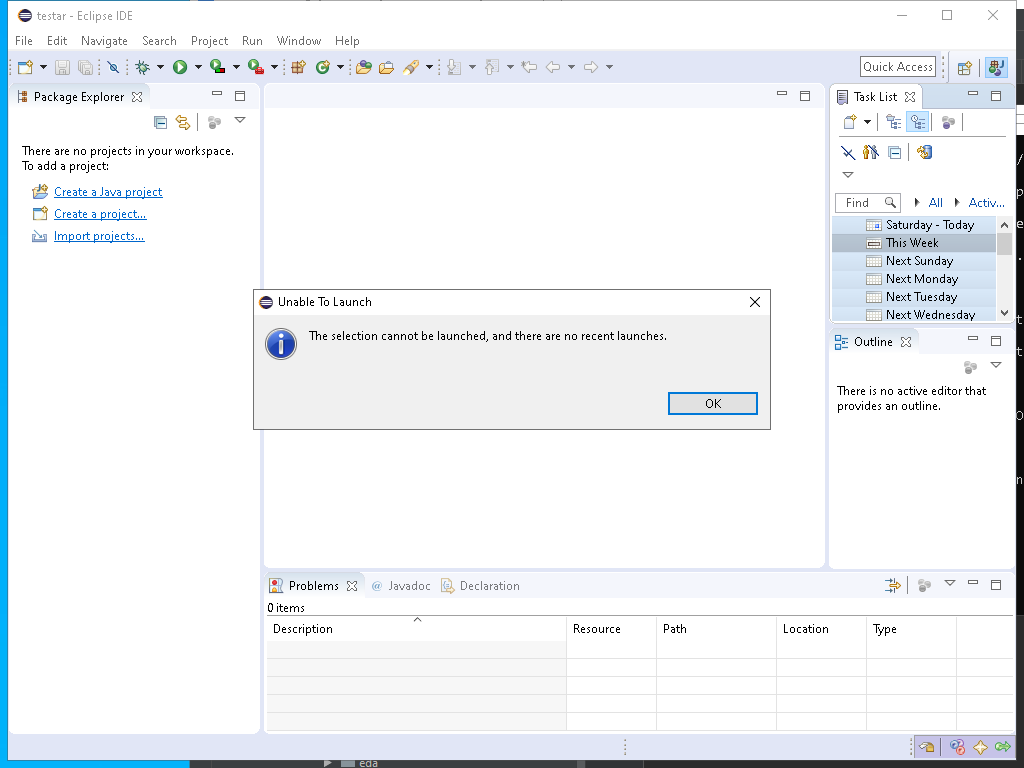 testar - Eclipse IDE
File Edit Navigate Search Project Run Window Help
Quick Access
Package Explorer
There are no projects in your workspace.
To add a project:
Create a Java project
Create a project...
Import projects...
Task List
Find
All
Activ...
Saturday - Today
This Week
Next Sunday
Next Monday
Next Tuesday
Next Wednesday
Unable To Launch
The selection cannot be launched, and there are no recent launches.
OK
Outline
There is no active editor that
provides an outline.
Problems @ Javadoc Declaration
0 items
Description Resource Path Location Type
eda